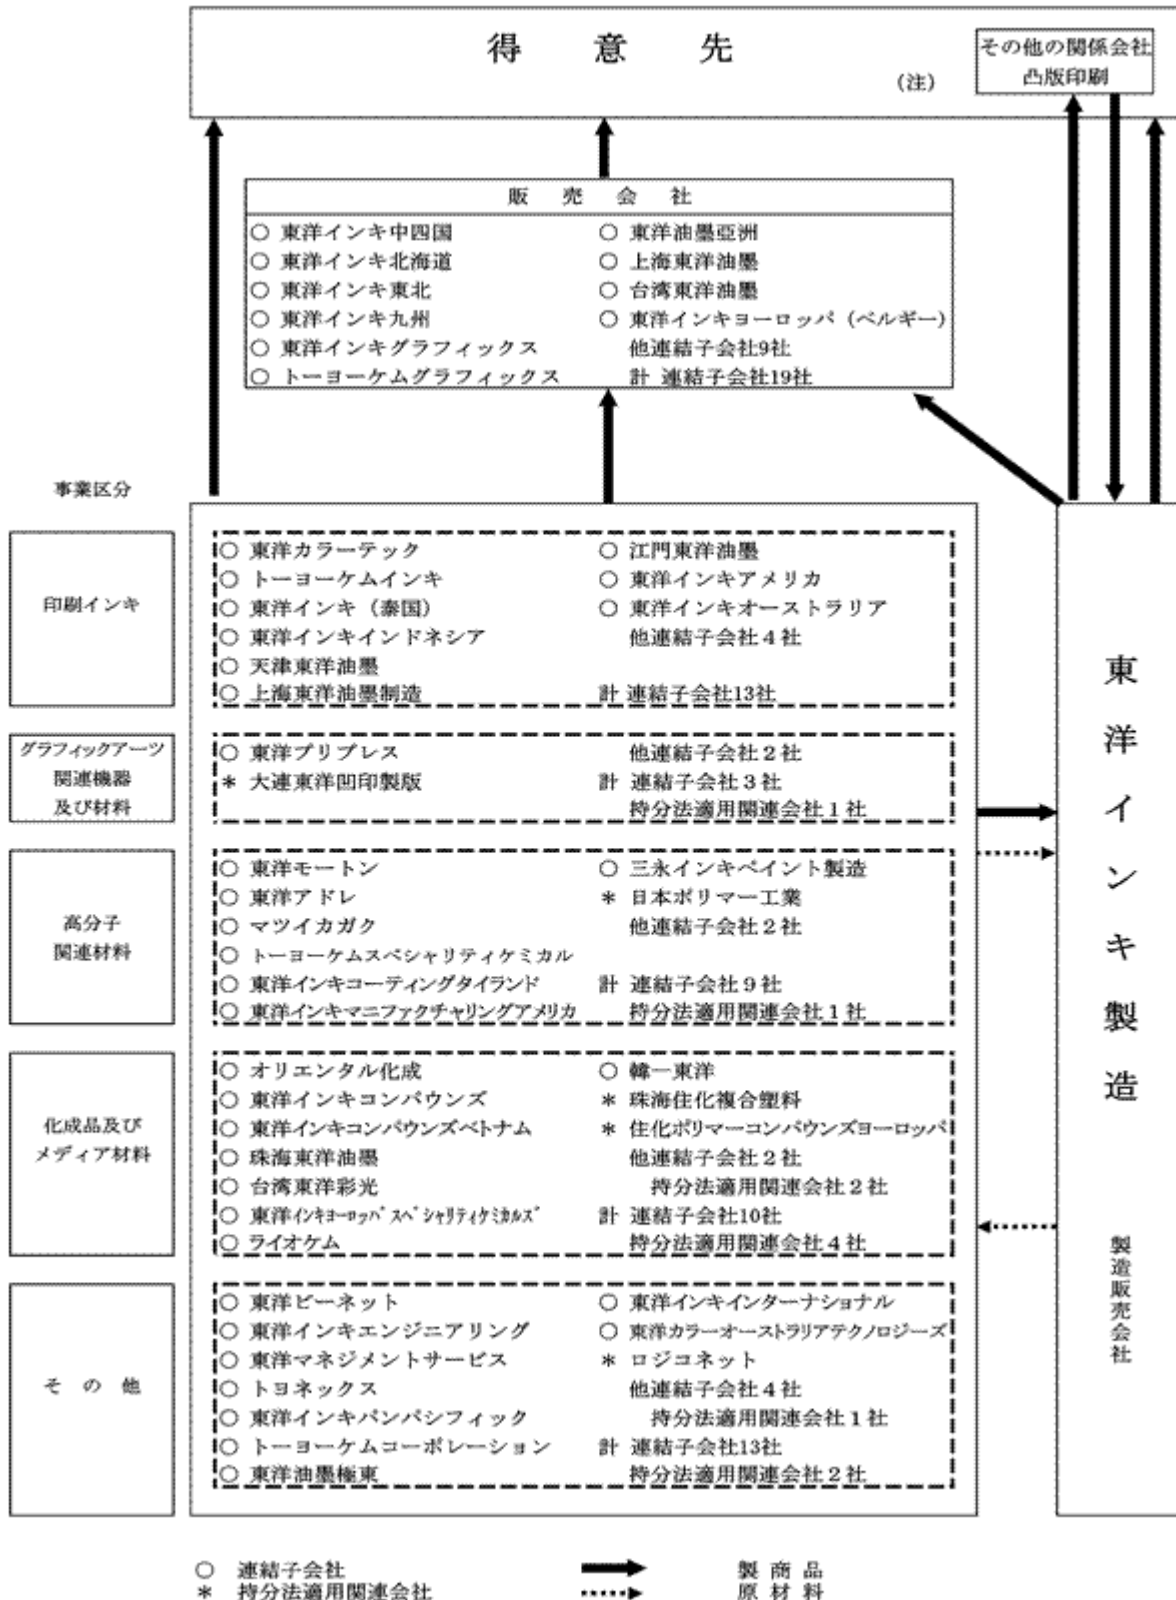 得意先
(注)
その他の関係会社
凸版印刷
販売会社
○ 東洋インキ中四国
○ 東洋インキ北海道
○ 東洋インキ東北
○ 東洋インキ九州
○ 東洋インキグラフィックス
○ トーヨーケムグラフィックス
○ 東洋油墨亞洲
○ 上海東洋油墨
○ 台湾東洋油墨
○ 東洋インキヨーロッパ(ベルギー)
他連結子会社9社
計 連結子会社19社
事業区分
印刷インキ
○ 東洋カラーテック
○ トーヨーケムインキ
○ 東洋インキ(泰国)
○ 東洋インキインドネシア
○ 天津東洋油墨
○ 上海東洋油墨制造
○ 江門東洋油墨
○ 東洋インキアメリカ
○ 東洋インキオーストラリア
他連結子会社4社
計 連結子会社13社
グラフィックアーツ
関連機器
及び材料
○ 東洋プリプレス
* 大連東洋凹印製版
他連結子会社2社
計 連結子会社3社
持分法適用関連会社1社
高分子
関連材料
○ 東洋モートン
○ 東洋アドレ
○ マツイカガク
○ トーヨーケムスペシャリティケミカル
○ 東洋インキコーティングタイランド
○ 東洋インキマニファクチャリングアメリカ
○ 三永インキペイント製造
* 日本ポリマー工業
他連結子会社2社
計 連結子会社9社
持分法適用関連会社1社
化成品及び
メディア材料
○ オリエンタル化成
○ 東洋インキコンパウンズ
○ 東洋インキコンパウンズベトナム
○ 珠海東洋油墨
○ 台湾東洋彩光
○ 東洋インキヨーロッパスペシャリティケミカルズ
○ ライオケム
○ 韓一東洋
* 珠海住化複合塑料
* 住化ポリマーコンパウンズヨーロッパ
他連結子会社2社
持分法適用関連会社2社
計 連結子会社10社
持分法適用関連会社4社
その他
○ 東洋ビーネット
○ 東洋インキエンジニアリング
○ 東洋マネジメントサービス
○ トヨネックス
○ 東洋インキパンパシフィック
○ トーヨーケムコーポレーション
○ 東洋油墨極東
○ 東洋インキインターナショナル
○ 東洋カラーオーストラリアテクノロジーズ
* ロジコネット
他連結子会社4社
持分法適用関連会社1社
計 連結子会社13社
持分法適用関連会社2社
東洋インキ製造
製造販売会社
○ 連結子会社
* 持分法適用関連会社
製商品
原材料